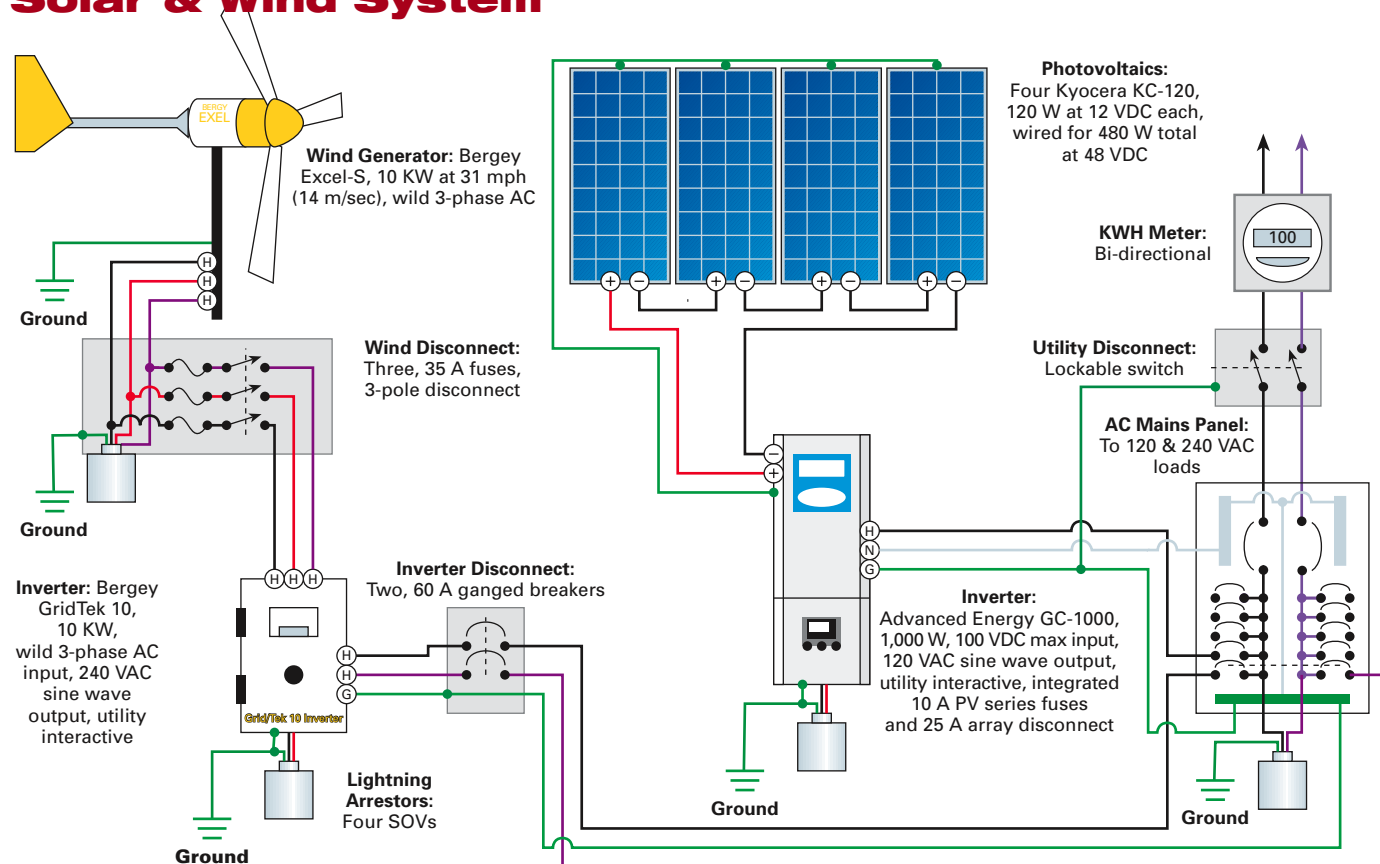 Solar & Wind System
BERGY
EXEL
Wind Generator: Bergey
Excel-S, 10 KW at 31 mph
(14 m/sec), wild 3-phase AC
Photovoltaics:
Four Kyocera KC-120,
120 W at 12 VDC each,
wired for 480 W total
at 48 VDC
KWH Meter:
Bi-directional
100
H
H
H
Ground
+
−
+
−
+
−
+
−
Wind Disconnect:
Three, 35 A fuses,
3-pole disconnect
Utility Disconnect:
Lockable switch
AC Mains Panel:
To 120 & 240 VAC
loads
Ground
−
+
H
N
G
H
H
H
Inverter: Bergey
GridTek 10,
10 KW,
wild 3-phase AC
input, 240 VAC
sine wave
output, utility
interactive
Inverter Disconnect:
Two, 60 A ganged breakers
H
H
G
Grid/Tek 10 Inverter
Inverter:
Advanced Energy GC-1000,
1,000 W, 100 VDC max input,
120 VAC sine wave output,
utility interactive, integrated
10 A PV series fuses
and 25 A array disconnect
Lightning
Arrestors:
Four SOVs
Ground
Ground
Ground